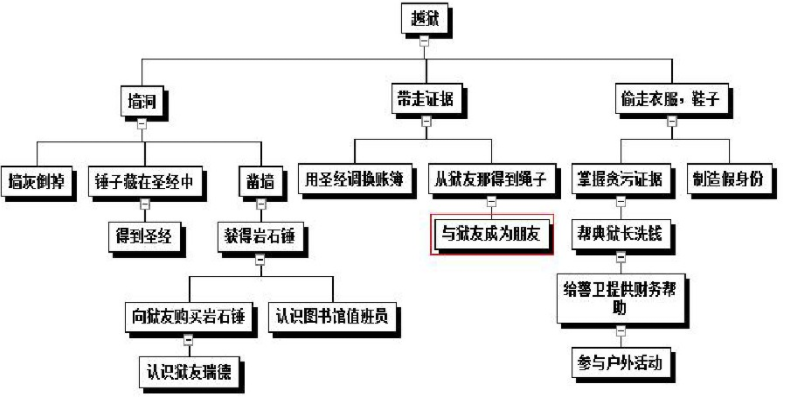 越狱
墙洞
带走证据
偷走衣服，鞋子
墙灰倒掉
锤子藏在圣经中
凿墙
用圣经调换账簿
从狱友那得到绳子
掌握贪污证据
制造假身份
得到圣经
获得岩石锤
与狱友成为朋友
帮典狱长洗钱
向狱友购买岩石锤
认识图书馆值班员
给警卫提供财务帮
助
认识狱友瑞德
参与户外活动